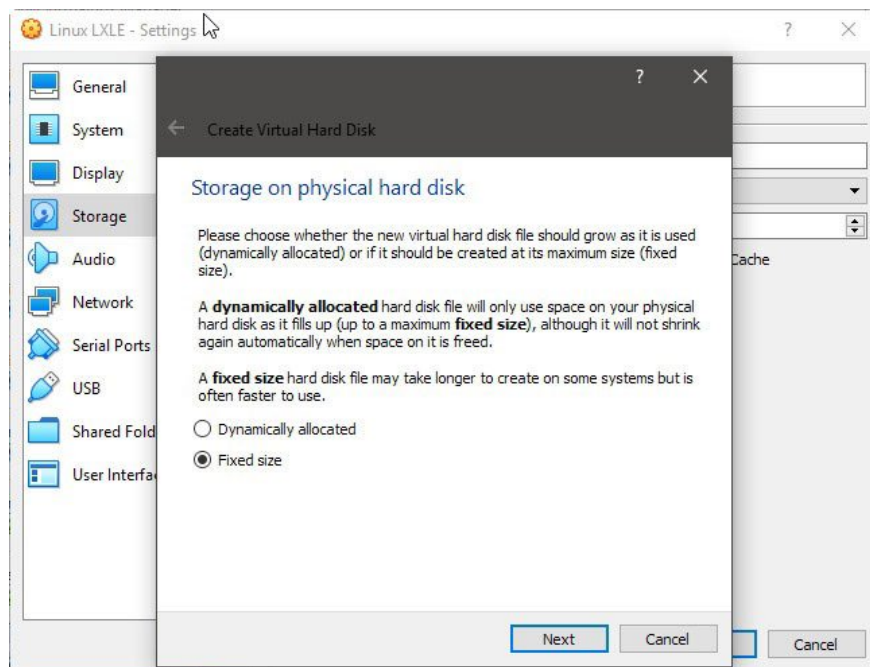 Linux LXLE - Settings
?
General
System
Display
Storage
Audio
Network
Serial Ports
USB
Shared Fold
User Interfa
Cache
? ×
Create Virtual Hard Disk
Storage on physical hard disk
Please choose whether the new virtual hard disk file should grow as it is used
(dynamically allocated) or if it should be created at its maximum size (fixed
size).
A dynamically allocated hard disk file will only use space on your physical
hard disk as it fills up (up to a maximum fixed size), although it will not shrink
again automatically when space on it is freed.
A fixed size hard disk file may take longer to create on some systems but is
often faster to use.
Dynamically allocated
Fixed size
Next
Cancel
Cancel